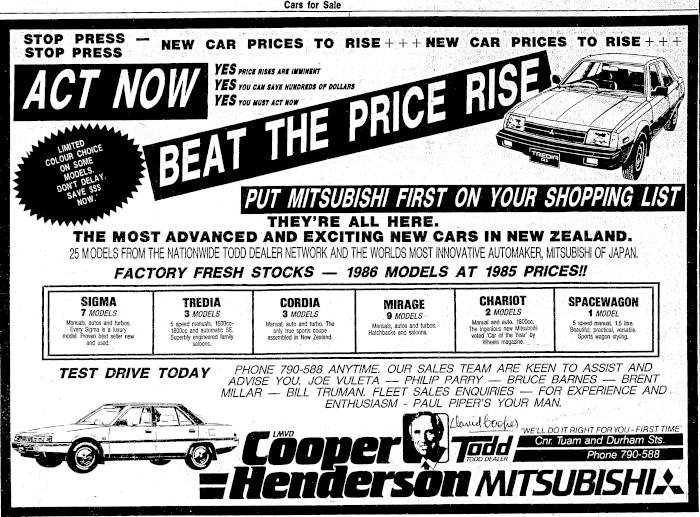 Cars for Sale
STOP PRESS —
STOP PRESS
NEW CAR PRICES TO RISE +++ NEW CAR PRICES TO RISE +++
ACT NOW
YES PRICE RISES ARE IMMINENT
YES YOU CAN SAVE HUNDREDS OF DOLLARS
YES YOU MUST ACT NOW
BEAT THE PRICE RISE
LIMITED
COLOUR CHOICE
ON SOME
MODELS.
DON'T DELAY.
SAVE $$$
NOW.
PUT MITSUBISHI FIRST ON YOUR SHOPPING LIST
THEY'RE ALL HERE.
THE MOST ADVANCED AND EXCITING NEW CARS IN NEW ZEALAND.
25 MODELS FROM THE NATIONWIDE TODD DEALER NETWORK AND THE WORLDS MOST INNOVATIVE AUTOMAKER, MITSUBISHI OF JAPAN.
FACTORY FRESH STOCKS — 1986 MODELS AT 1985 PRICES!!
SIGMA
7 MODELS
Manuals, autos and turbos.
Every Sigma is a luxury
model. Proven best seller new
and used.
TREDIA
3 MODELS
5 speed manuals, 1600cc-
1800cc and automatic SE.
Superbly engineered family
saloons.
CORDIA
3 MODELS
Manual, auto and turbo. The
only true sports coupe
assembled in New Zealand.
MIRAGE
9 MODELS
Manuals, autos and turbos.
Hatchbacks and saloons.
CHARIOT
2 MODELS
Manual and auto. 1800cc.
The ingenious new Mitsubishi
voted 'Car of the Year' by
Wheels magazine.
SPACEWAGON
1 MODEL
5 speed manual, 1.5 litre.
Beautiful, practical, versatile.
Sports wagon styling.
TEST DRIVE TODAY
PHONE 790-588 ANYTIME. OUR SALES TEAM ARE KEEN TO ASSIST AND
ADVISE YOU. JOE VULETA — PHILIP PARRY — BRUCE BARNES — BRENT
MILLAR — BILL TRUMAN. FLEET SALES ENQUIRIES — FOR EXPERIENCE AND
ENTHUSIASM - PAUL PIPER'S YOUR MAN.
LMVD
Cooper
Henderson
Todd
TODD DEALER
"WE'LL DO IT RIGHT FOR YOU - FIRST TIME"
Cnr. Tuam and Durham Sts.
Phone 790-588
MITSUBISHI